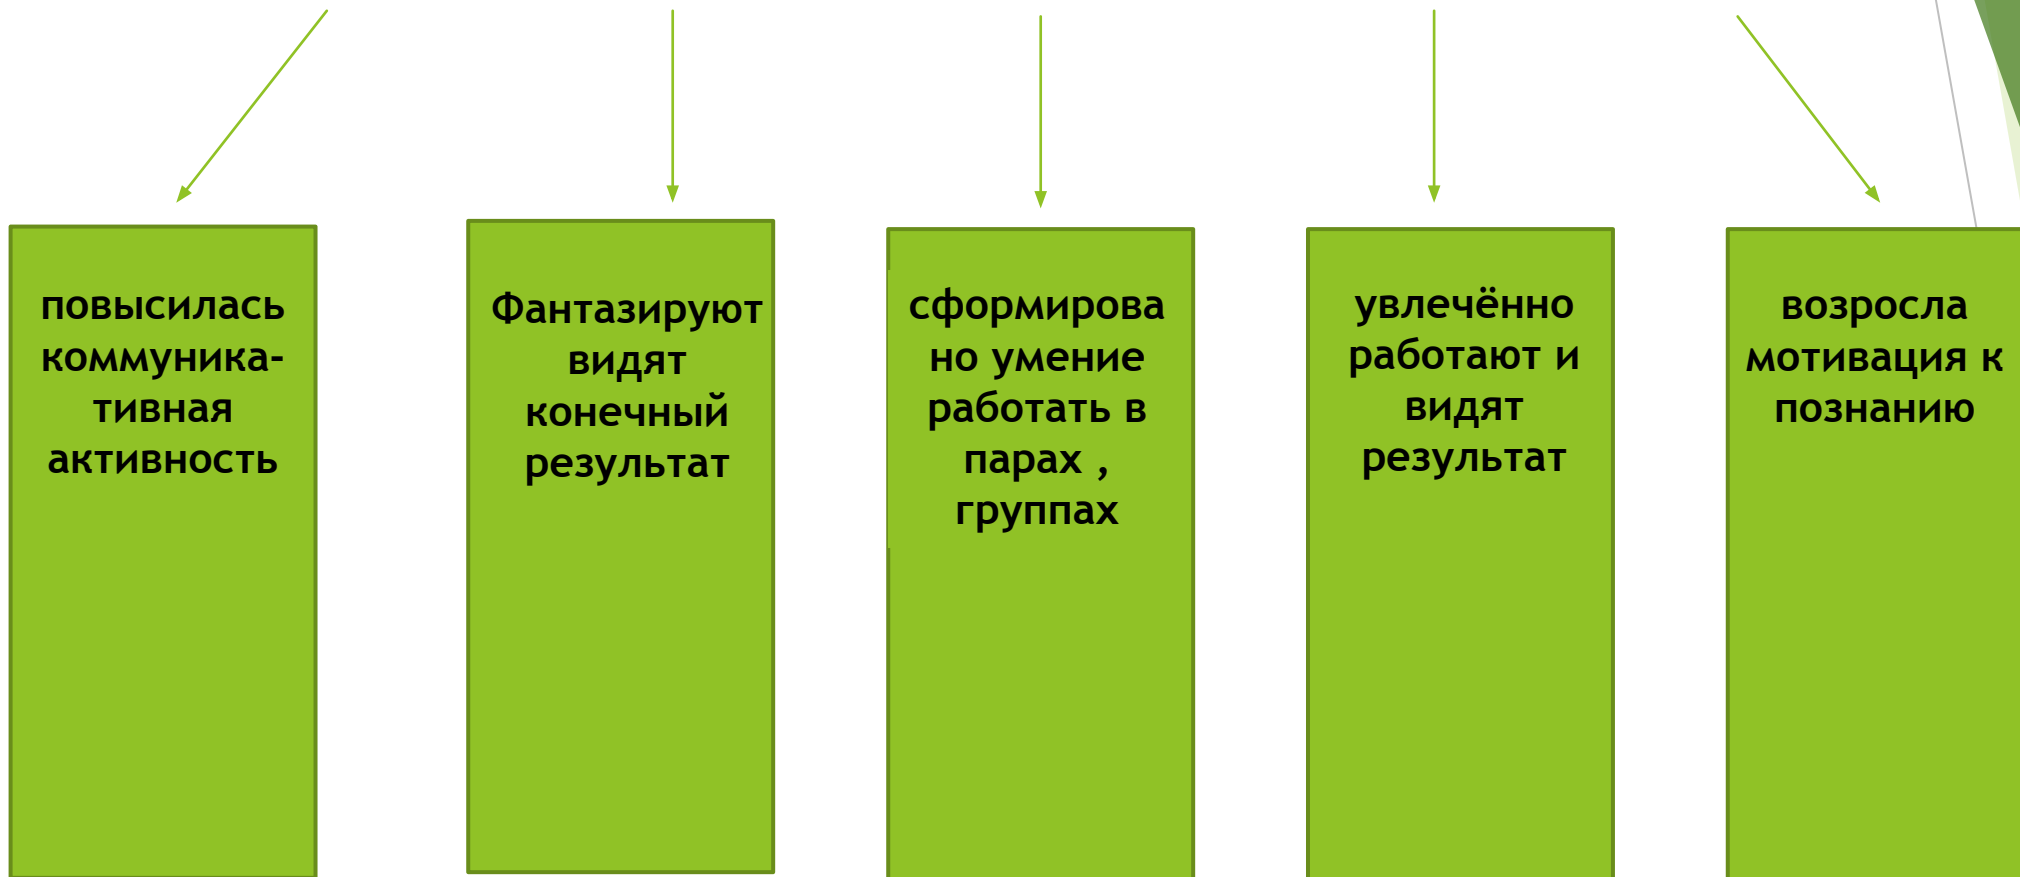 повысилась
коммуника-
тивная
активность
Фантазируют
видят
конечный
результат
сформирова
но умение
работать в
парах ,
группах
увлечённо
работают и
видят
результат
возросла
мотивация к
познанию